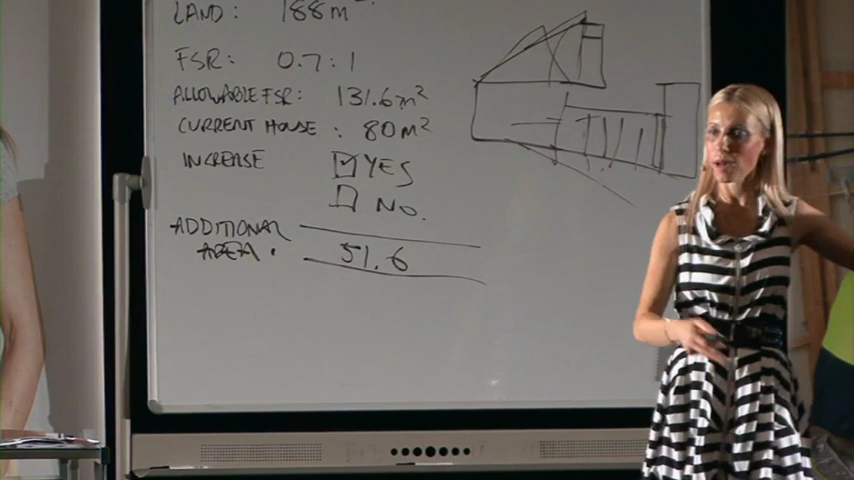 LAND: 188m²
FSR: 0.7:1
ALLOWABLE FSR: 131.6m²
CURRENT HOUSE: 80m²
INCREASE YES
NO.
ADDITIONAL
AREA. 51.6